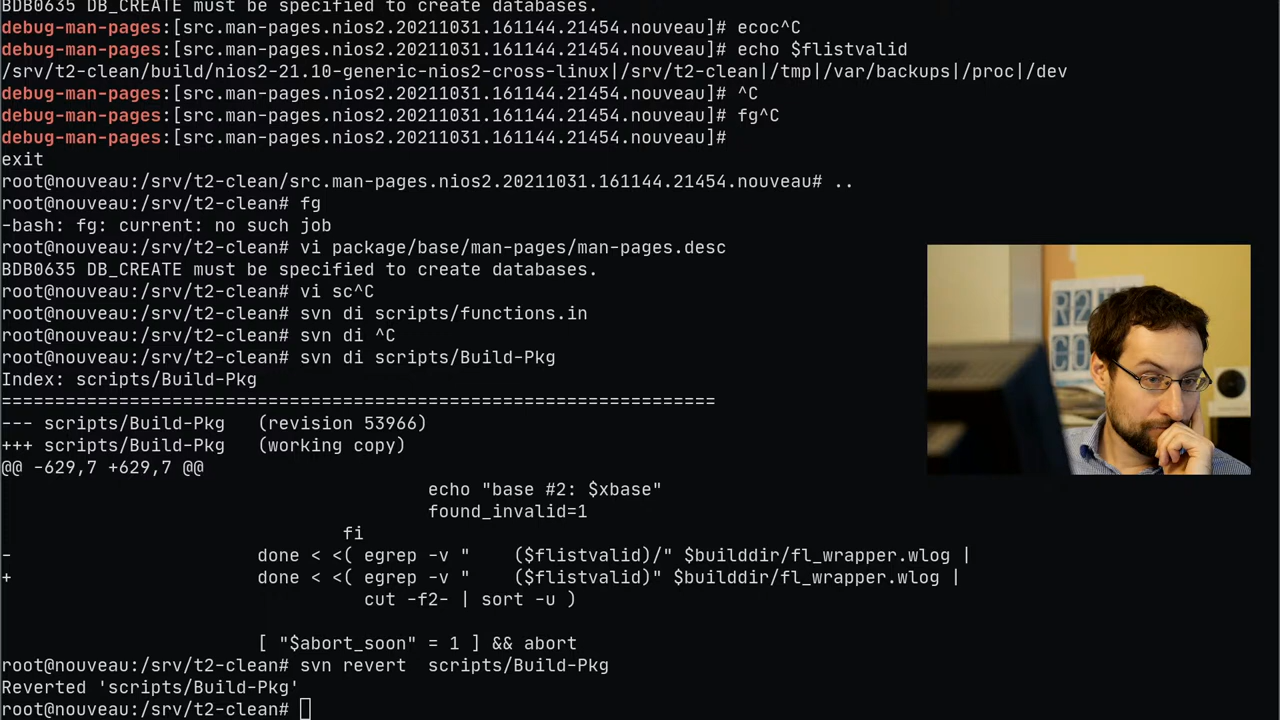 BDB0635 DB_CREATE must be specified to create databases.
debug-man-pages:[src.man-pages.nios2.20211031.161144.21454.nouveau]# ecoc^C
debug-man-pages:[src.man-pages.nios2.20211031.161144.21454.nouveau]# echo $flistvalid
/srv/t2-clean/build/nios2-21.10-generic-nios2-cross-linux|/srv/t2-clean|/tmp|/var/backups|/proc|/dev
debug-man-pages:[src.man-pages.nios2.20211031.161144.21454.nouveau]# ^C
debug-man-pages:[src.man-pages.nios2.20211031.161144.21454.nouveau]# fg^C
debug-man-pages:[src.man-pages.nios2.20211031.161144.21454.nouveau]#
exit
root@nouveau:/srv/t2-clean/src.man-pages.nios2.20211031.161144.21454.nouveau# ..
root@nouveau:/srv/t2-clean# fg
-bash: fg: current: no such job
root@nouveau:/srv/t2-clean# vi package/base/man-pages/man-pages.desc
BDB0635 DB_CREATE must be specified to create databases.
root@nouveau:/srv/t2-clean# vi sc^C
root@nouveau:/srv/t2-clean# svn di scripts/functions.in
root@nouveau:/srv/t2-clean# svn di ^C
root@nouveau:/srv/t2-clean# svn di scripts/Build-Pkg
Index: scripts/Build-Pkg
===================================================================
--- scripts/Build-Pkg   (revision 53966)
+++ scripts/Build-Pkg   (working copy)
@@ -629,7 +629,7 @@
                                        echo "base #2: $xbase"
                                        found_invalid=1
                                fi
-                       done < <( egrep -v "    ($flistvalid)/" $builddir/fl_wrapper.wlog |
+                       done < <( egrep -v "    ($flistvalid)" $builddir/fl_wrapper.wlog |
                                  cut -f2- | sort -u )
                        [ "$abort_soon" = 1 ] && abort
root@nouveau:/srv/t2-clean# svn revert  scripts/Build-Pkg
Reverted 'scripts/Build-Pkg'
root@nouveau:/srv/t2-clean#